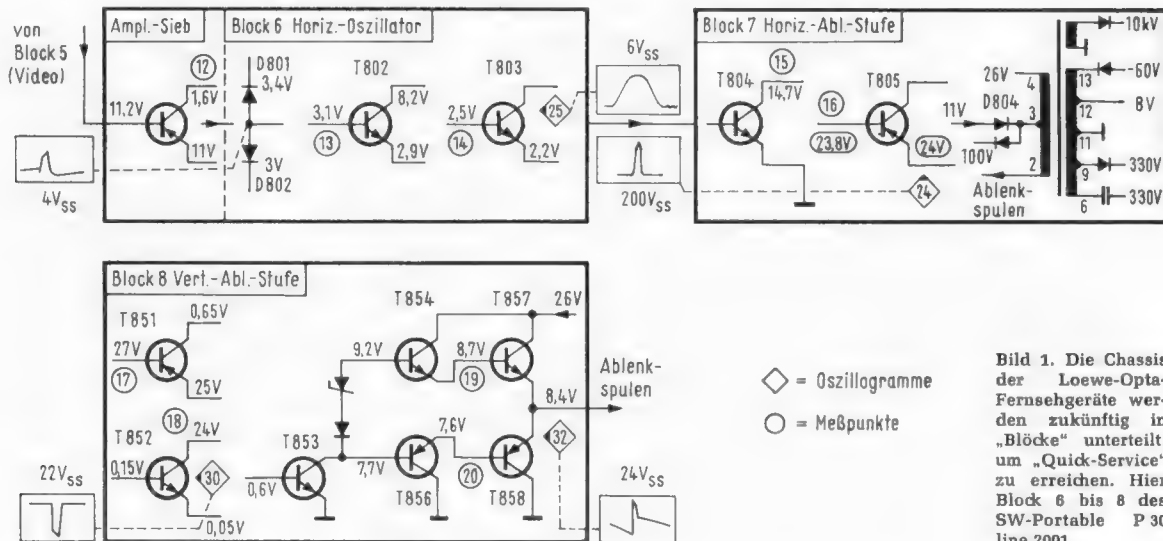 von
Block 5
(Video)
Ampl.-Sieb
Block 6 Horiz.-Oszillator
12
1,6V
11,2V
11V
4Vss
D801
3,4V
3V
D802
T802
8,2V
3,1V
13
2,9V
T803
2,5V
14
2,2V
25
6Vss
200Vss
Block 7 Horiz.-Abl.-Stufe
T804
15
14,7V
16
23,8V
T805
24V
24
26V
11V
D804
100V
Ablenk-
spulen
4
3
2
13
12
11
9
6
10kV
-60V
8V
330V
330V
Block 8 Vert.-Abl.-Stufe
T851
0,65V
27V
17
25V
18
T852
24V
0,15V
30
0,05V
22Vss
T853
0,6V
T854
9,2V
T857
26V
8,7V
19
8,4V
Ablenk-
spulen
7,6V
7,7V
20
T856
T858
32
24Vss
= Oszillogramme
= Meßpunkte
Bild 1. Die Chassis
der Loewe-Opta-
Fernsehgeräte wer-
den zukünftig in
„Blöcke“ unterteilt
um „Quick-Service“
zu erreichen. Hier
Block 6 bis 8 des
SW-Portable P 30
line 2001